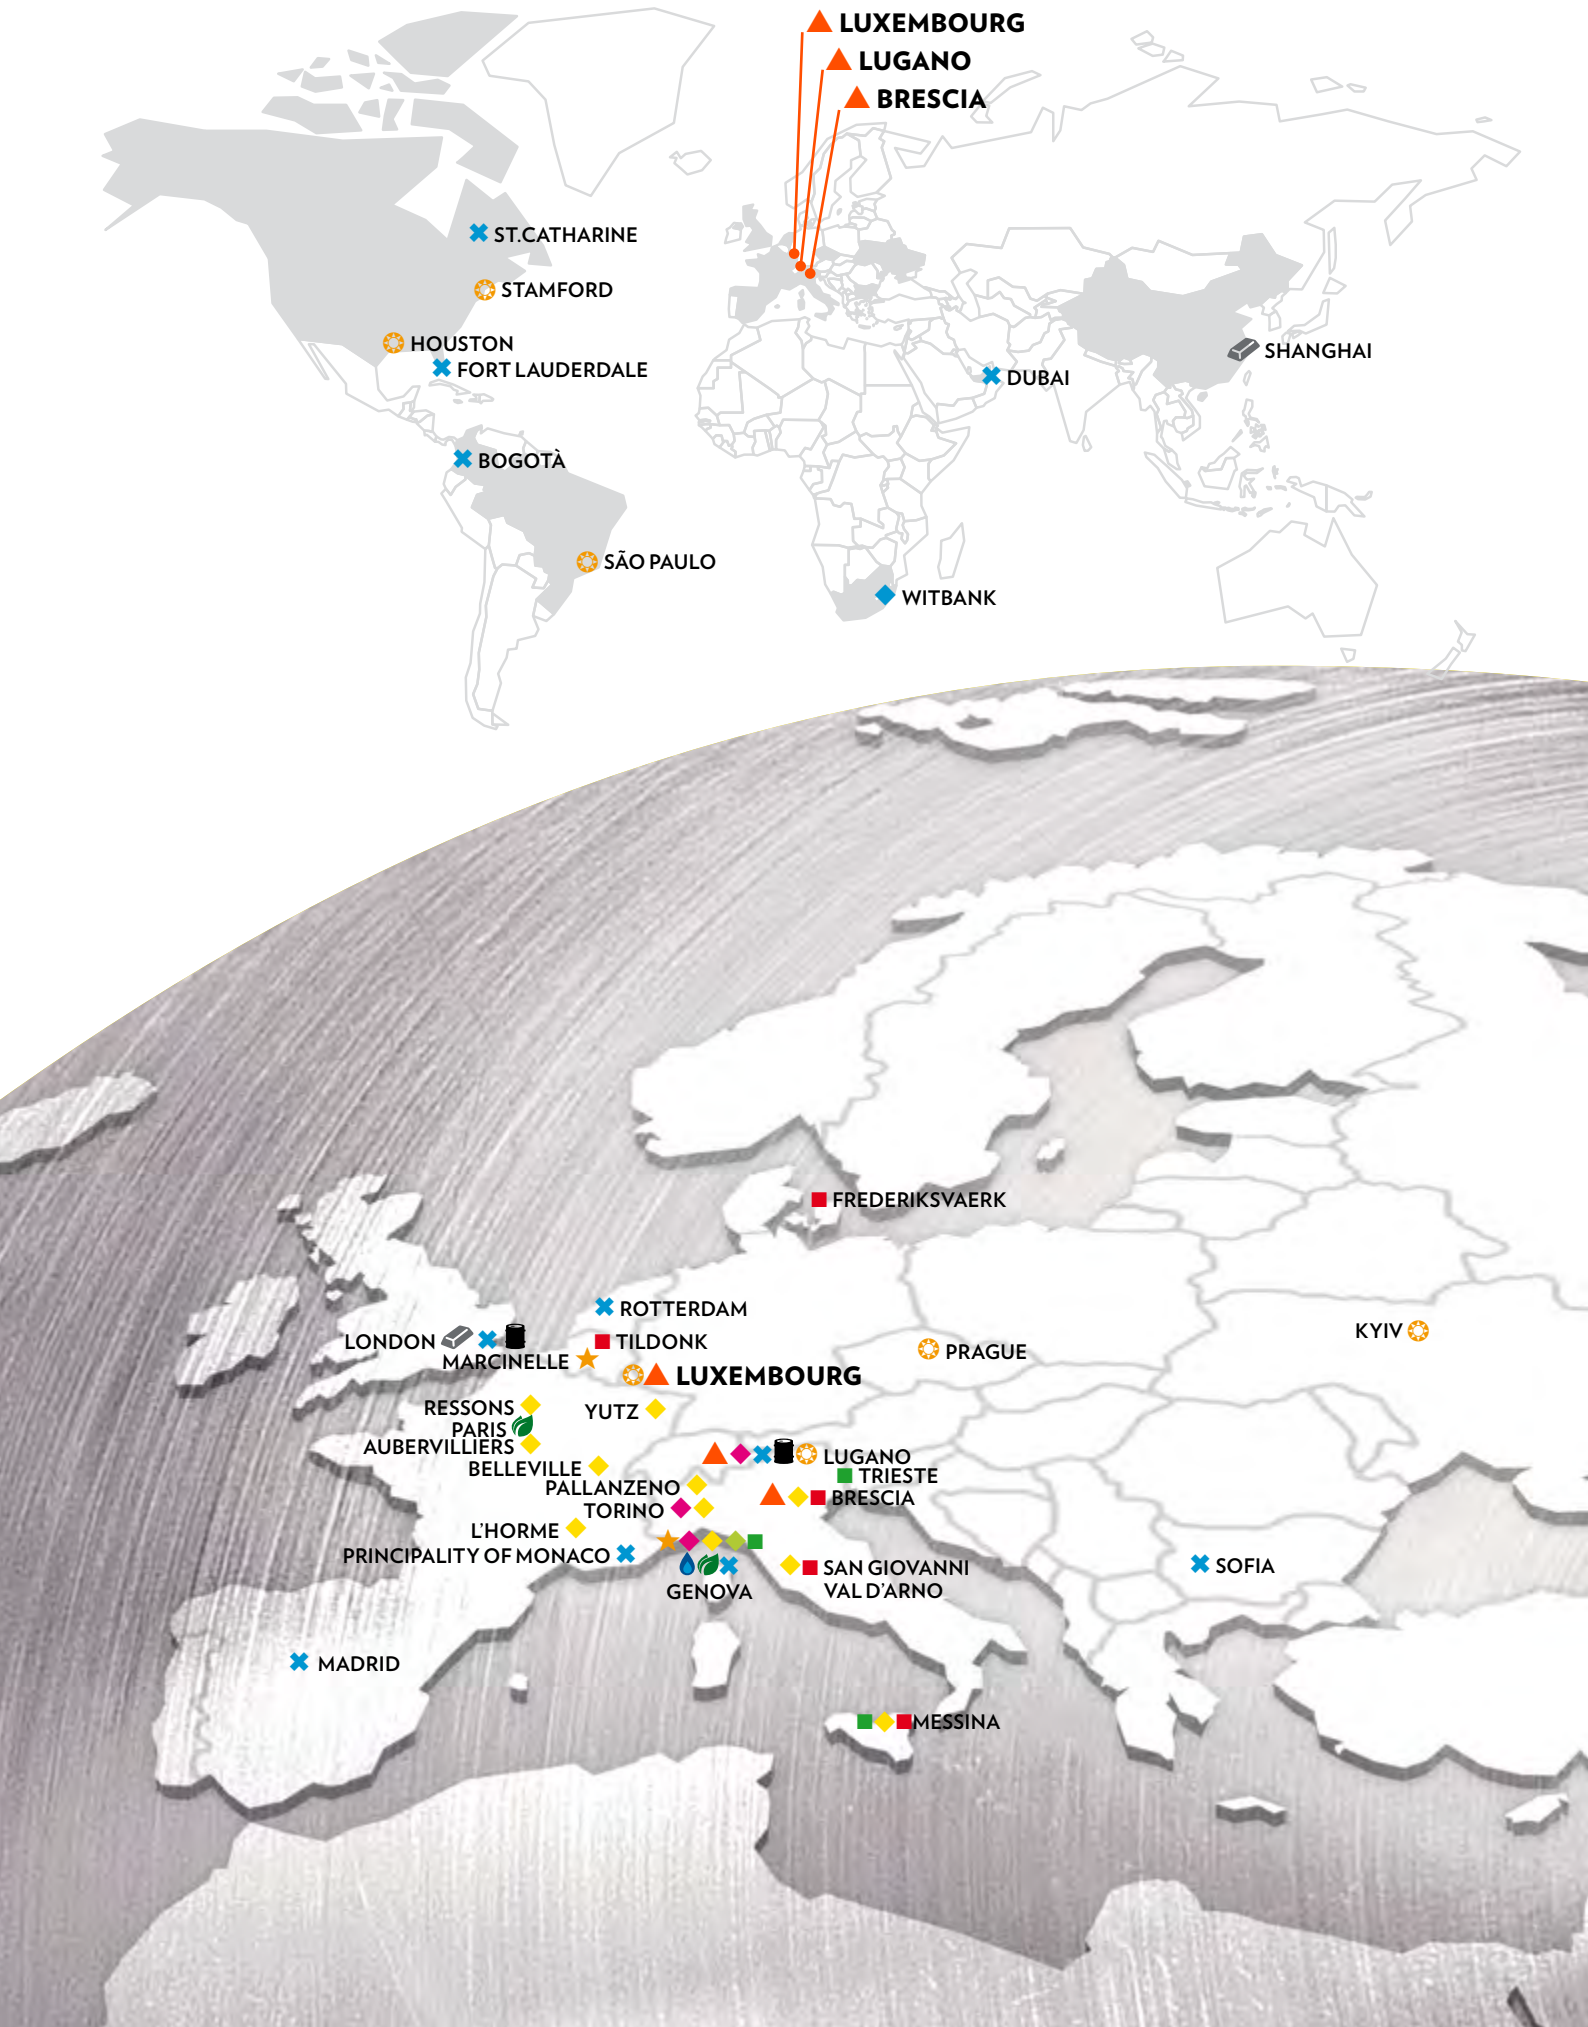 LUXEMBOURG
LUGANO
BRESCIA
ST.CATHARINE
STAMFORD
HOUSTON
FORT LAUDERDALE
SHANGHAI
DUBAI
BOGOTÀ
SÃO PAULO
WITBANK
FREDERIKSVAERK
ROTTERDAM
LONDON
TILDONK
KYIV
MARCINELLE
PRAGUE
LUXEMBOURG
RESSONS
YUTZ
PARIS
AUBERVILLIERS
LUGANO
BELLEVILLE
TRIESTE
PALLANZENO
BRESCIA
TORINO
L'HORME
PRINCIPALITY OF MONACO
SAN GIOVANNI
VAL D'ARNO
SOFIA
GENOVA
MADRID
MESSINA